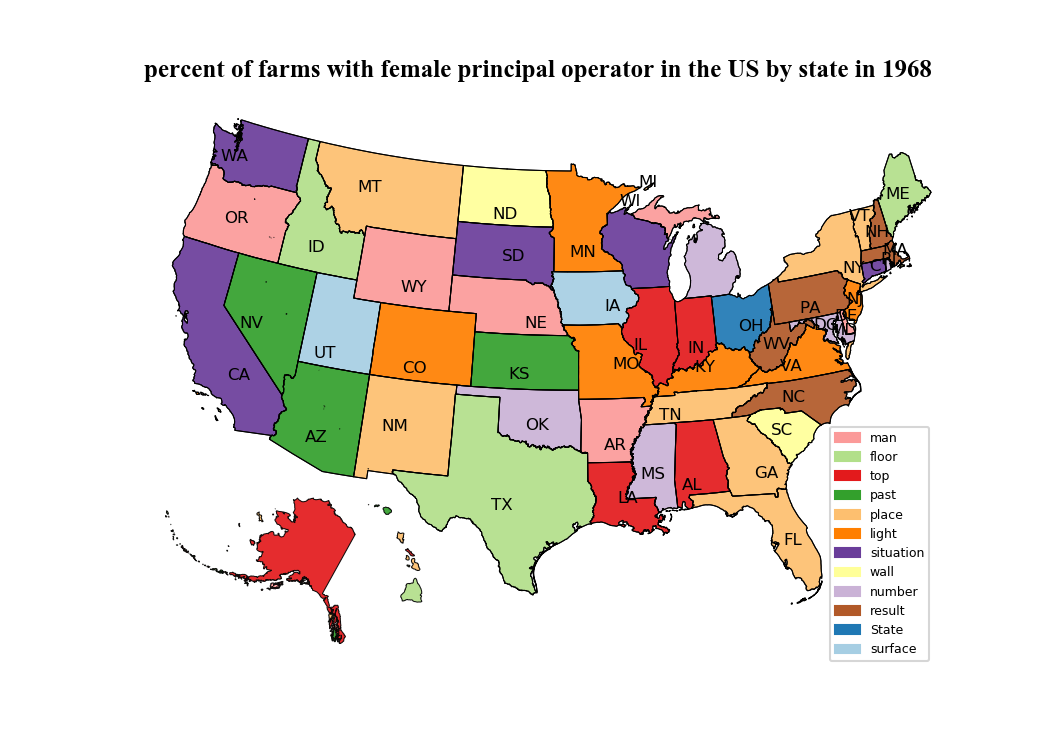 percent of farms with female principal operator in the US by state in 1968
WA
MT
ND
MN
WI
MI
ME
VT
NH
MA
OR
ID
SD
WY
NY
CT
RI
NV
UT
CO
NE
IA
IL
IN
OH
PA
NJ
DE
DC
MD
WV
VA
KY
CA
AZ
NM
KS
MO
OK
AR
TN
NC
SC
TX
LA
MS
AL
GA
FL
man
floor
top
past
place
light
situation
wall
number
result
State
surface